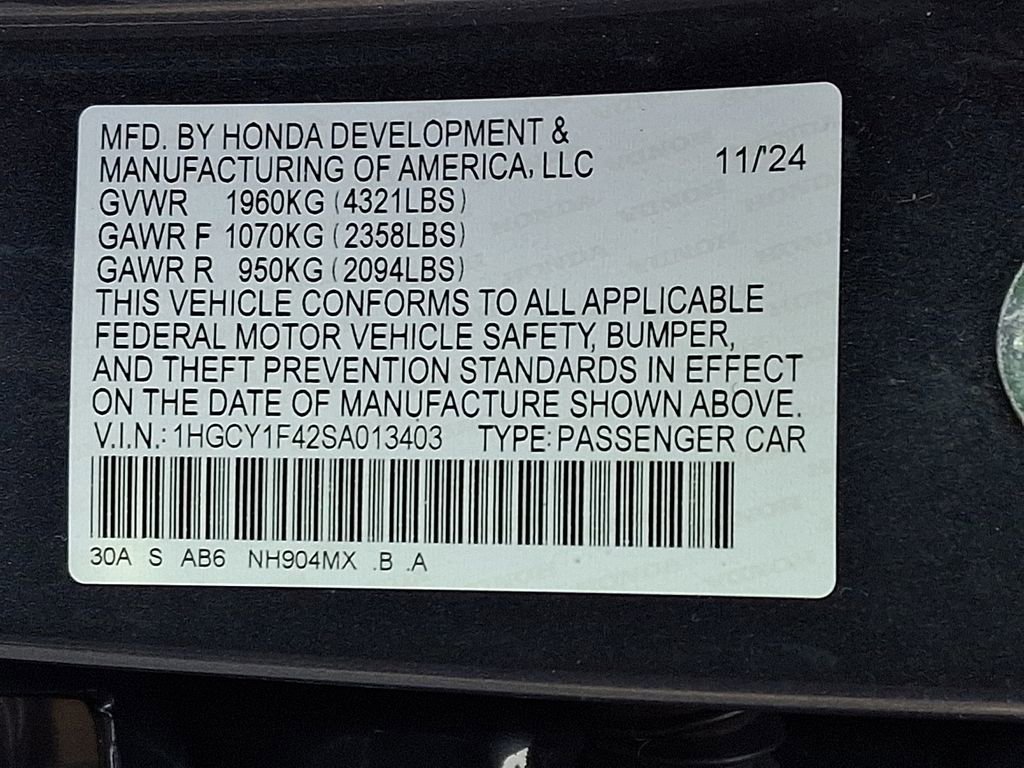 MFD. BY HONDA DEVELOPMENT &
MANUFACTURING OF AMERICA, LLC 11/'24
GVWR 1960KG (4321LBS)
GAWR F 1070KG (2358LBS)
GAWR R 950KG (2094LBS)
THIS VEHICLE CONFORMS TO ALL APPLICABLE
FEDERAL MOTOR VEHICLE SAFETY, BUMPER,
AND THEFT PREVENTION STANDARDS IN EFFECT
ON THE DATE OF MANUFACTURE SHOWN ABOVE.
V.I.N.: 1HGCY1F42SA013403 TYPE: PASSENGER CAR
30A S AB6 NH904MX .B .A